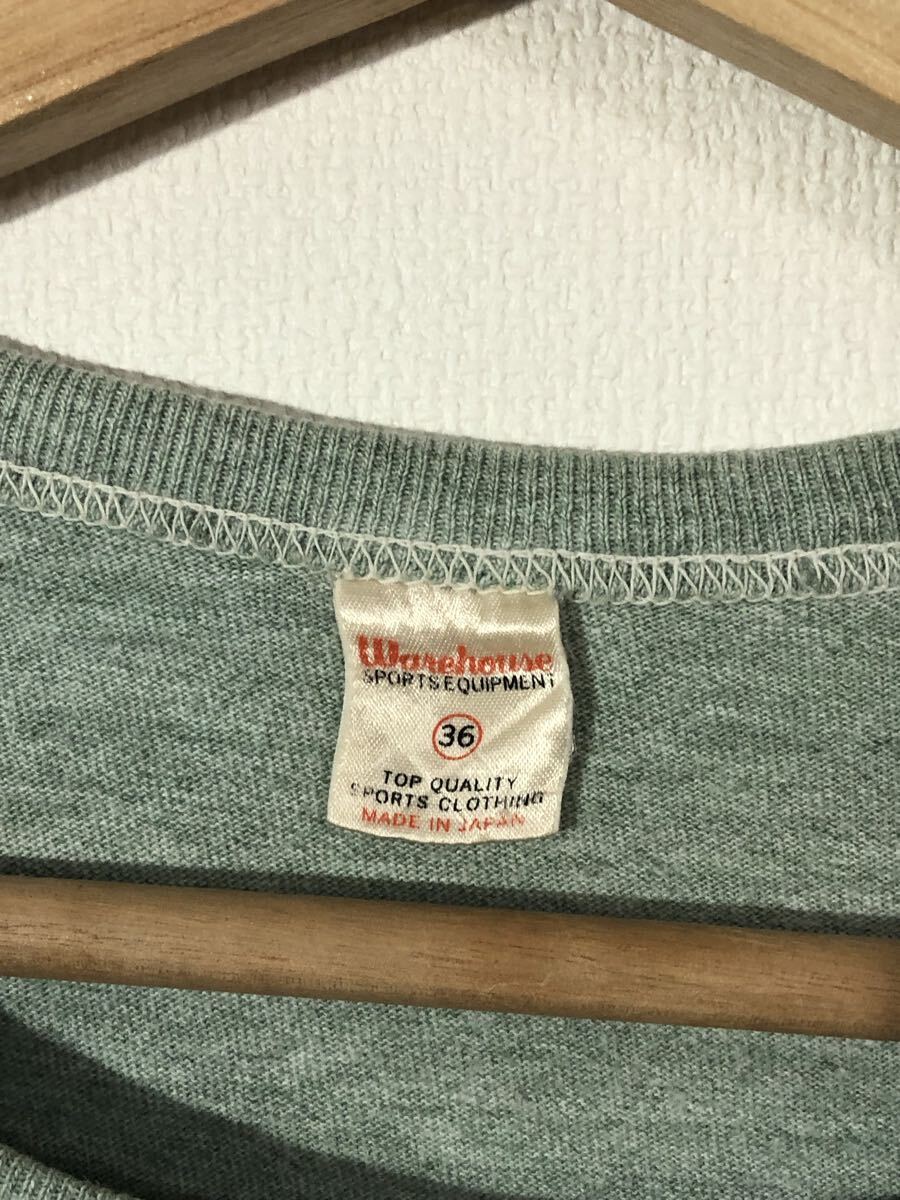 Warehouse
SPORTS EQUIPMENT
36
TOP QUALITY
SPORTS CLOTHING
MADE IN JAPAN